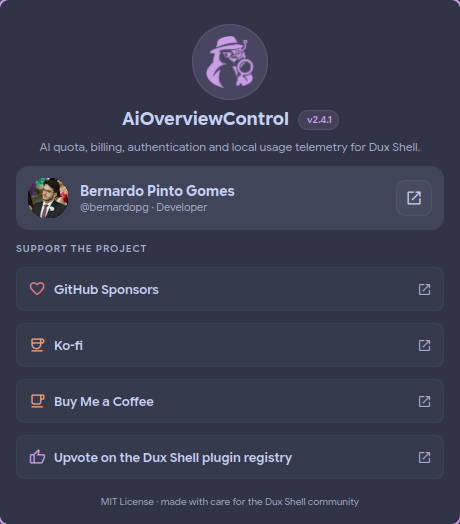 AiOverviewControl v2.4.1
AI quota, billing, authentication and local usage telemetry for Dux Shell.
Bernardo Pinto Gomes
@bernardopg · Developer
SUPPORT THE PROJECT
GitHub Sponsors
Ko-fi
Buy Me a Coffee
Upvote on the Dux Shell plugin registry
MIT License · made with care for the Dux Shell community